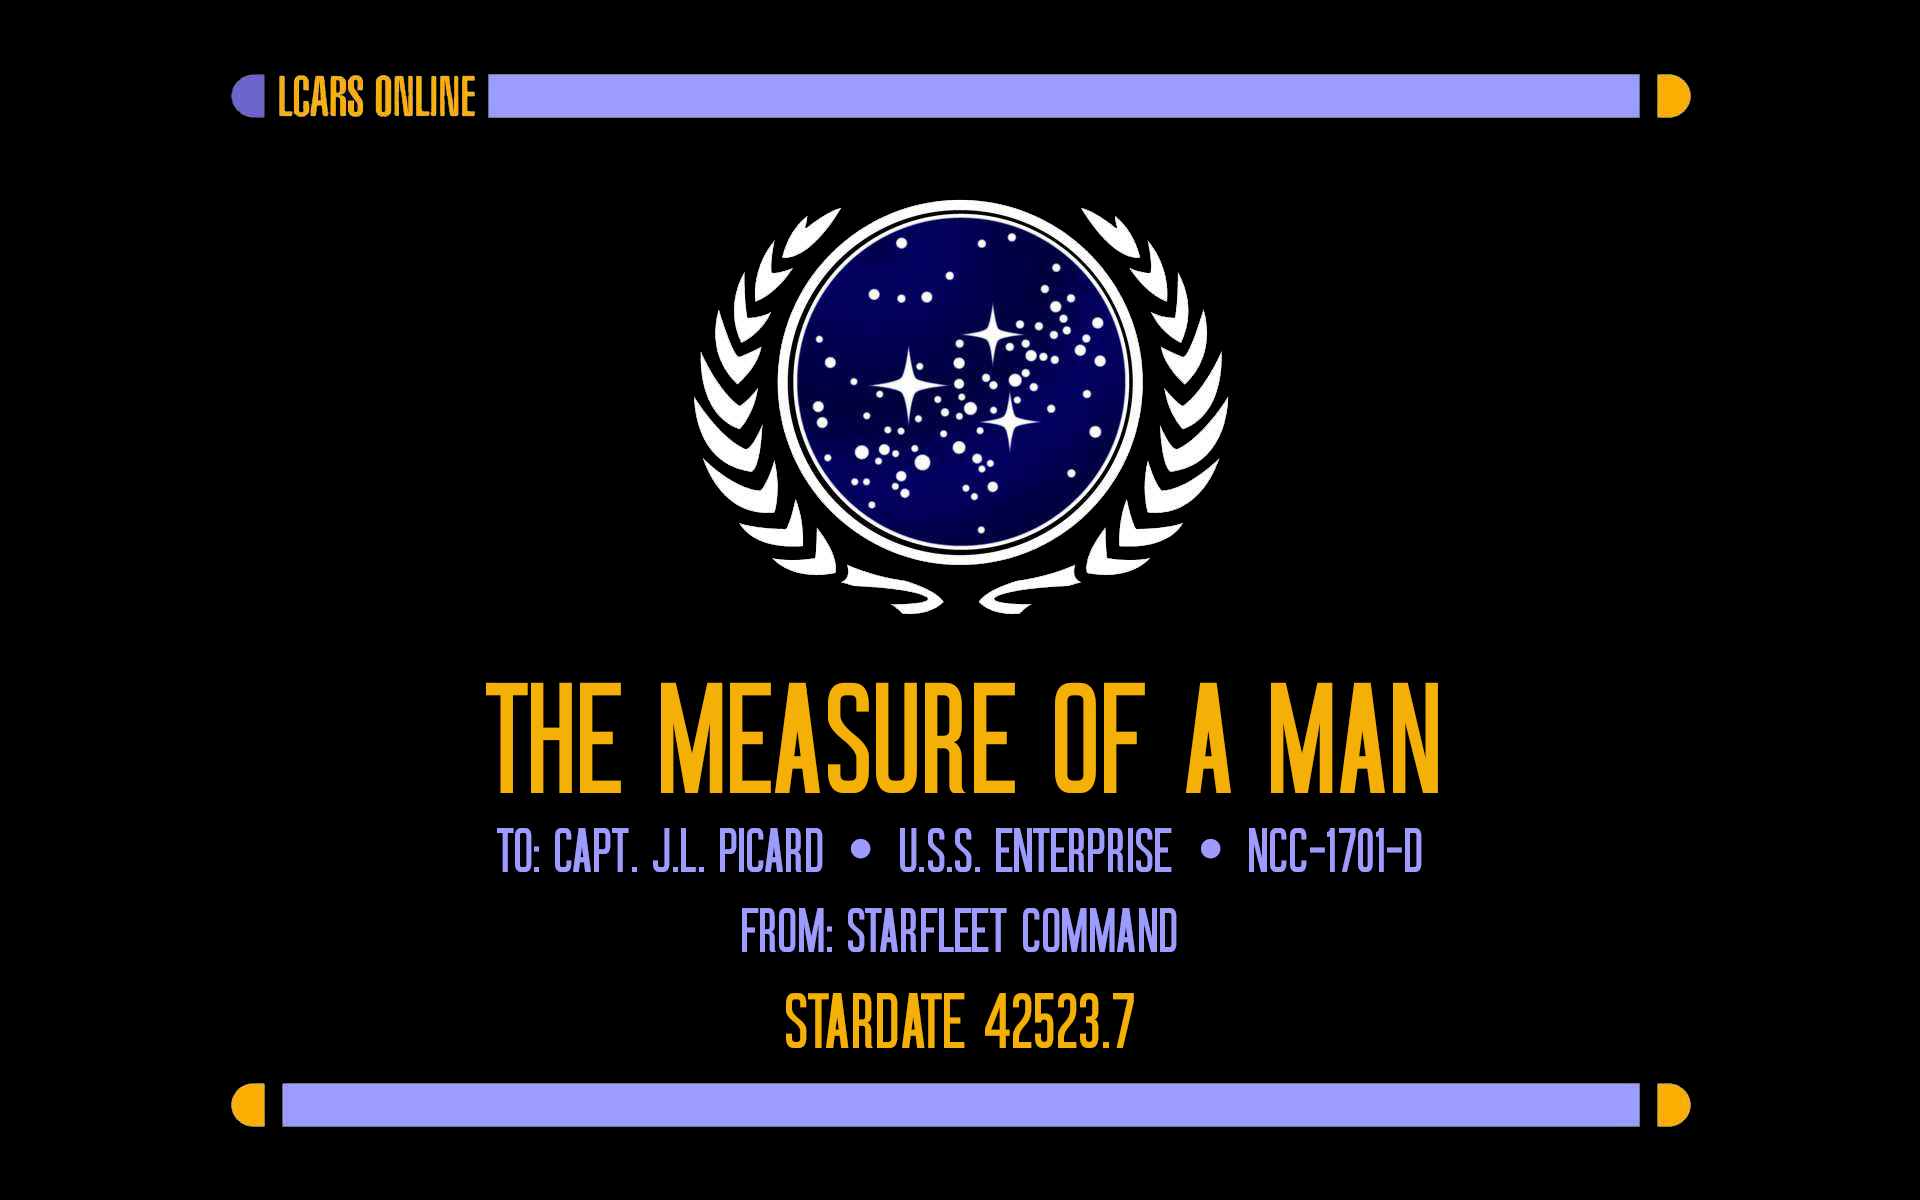 LCARS ONLINE
THE MEASURE OF A MAN
TO: CAPT. J.L. PICARD • U.S.S. ENTERPRISE • NCC-1701-D
FROM: STARFLEET COMMAND
STARDATE 42523.7